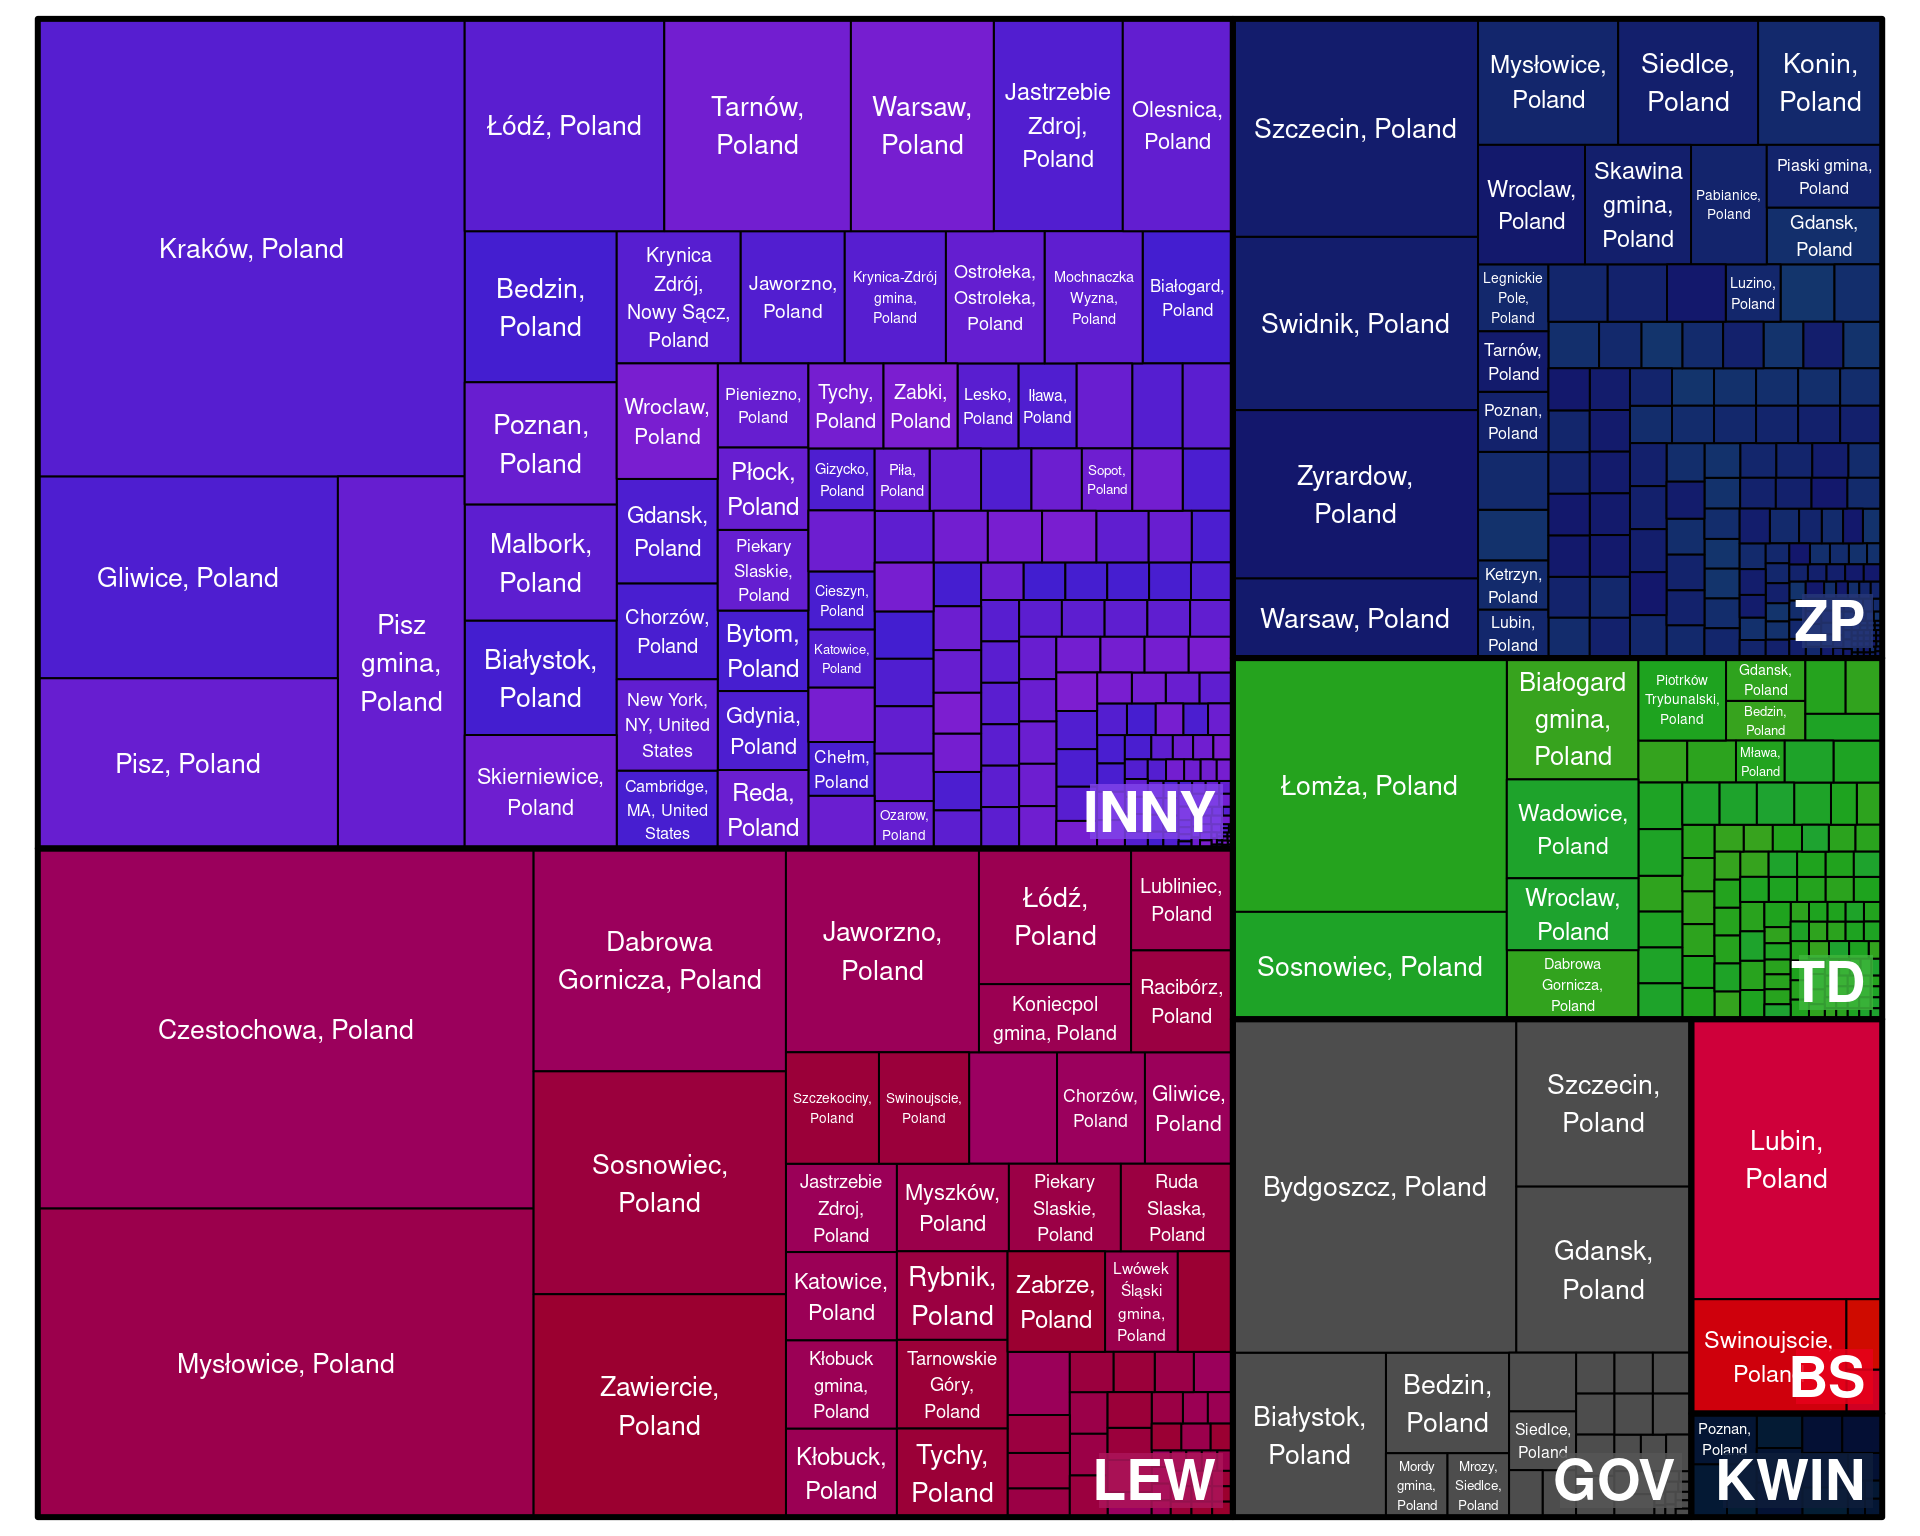 Kraków, Poland
Gliwice, Poland
Pisz, Poland
Pisz
gmina,
Poland
Łódź, Poland
Tarnów,
Poland
Warsaw,
Poland
Jastrzebie
Zdroj,
Poland
Olesnica,
Poland
Bedzin,
Poland
Poznan,
Poland
Malbork,
Poland
Białystok,
Poland
Skierniewice,
Poland
Krynica
Zdrój,
Nowy Sącz,
Poland
Jaworzno,
Poland
Krynica-Zdrój
gmina,
Poland
Ostrołeka,
Ostroleka,
Poland
Mochnaczka
Wyzna,
Poland
Białogard,
Poland
Wroclaw,
Poland
Gdansk,
Poland
Chorzów,
Poland
New York,
NY, United
States
Cambridge,
MA, United
States
Pieniezno,
Poland
Płock,
Poland
Piekary
Slaskie,
Poland
Bytom,
Poland
Gdynia,
Poland
Reda,
Poland
Tychy,
Poland
Zabki,
Poland
Lesko,
Poland
Iława,
Poland
Gizycko,
Poland
Piła,
Poland
Sopot,
Poland
Cieszyn,
Poland
Katowice,
Poland
Chełm,
Poland
Ozarow,
Poland
INNY
Czestochowa, Poland
Mysłowice, Poland
Dabrowa
Gornicza, Poland
Sosnowiec,
Poland
Zawiercie,
Poland
Jaworzno,
Poland
Łódź,
Poland
Koniecpol
gmina, Poland
Lubliniec,
Poland
Racibórz,
Poland
Szczekociny,
Poland
Swinoujscie,
Poland
Chorzów,
Poland
Gliwice,
Poland
Jastrzebie
Zdroj,
Poland
Myszków,
Poland
Piekary
Slaskie,
Poland
Ruda
Slaska,
Poland
Katowice,
Poland
Rybnik,
Poland
Zabrze,
Poland
Lwówek
Śląski
gmina,
Poland
Kłobuck
gmina,
Poland
Tarnowskie
Góry,
Poland
Kłobuck,
Poland
Tychy,
Poland
LEW
Szczecin, Poland
Swidnik, Poland
Zyrardow,
Poland
Warsaw, Poland
Mysłowice,
Poland
Siedlce,
Poland
Konin,
Poland
Wroclaw,
Poland
Skawina
gmina,
Poland
Pabianice,
Poland
Piaski gmina,
Poland
Gdansk,
Poland
Legnickie
Pole,
Poland
Luzino,
Poland
Tarnów,
Poland
Poznan,
Poland
Ketrzyn,
Poland
Lubin,
Poland
ZP
Łomża, Poland
Sosnowiec, Poland
Białogard
gmina,
Poland
Wadowice,
Poland
Wroclaw,
Poland
Dabrowa
Gornicza,
Poland
Piotrków
Trybunalski,
Poland
Gdansk,
Poland
Bedzin,
Poland
Mława,
Poland
TD
Bydgoszcz, Poland
Szczecin,
Poland
Gdansk,
Poland
Białystok,
Poland
Bedzin,
Poland
Mordy
gmina,
Poland
Mrozy,
Siedlce,
Poland
Siedlce,
Poland
GOV
Lubin,
Poland
Swinoujscie,
Poland
BS
Poznan,
Poland
KWIN